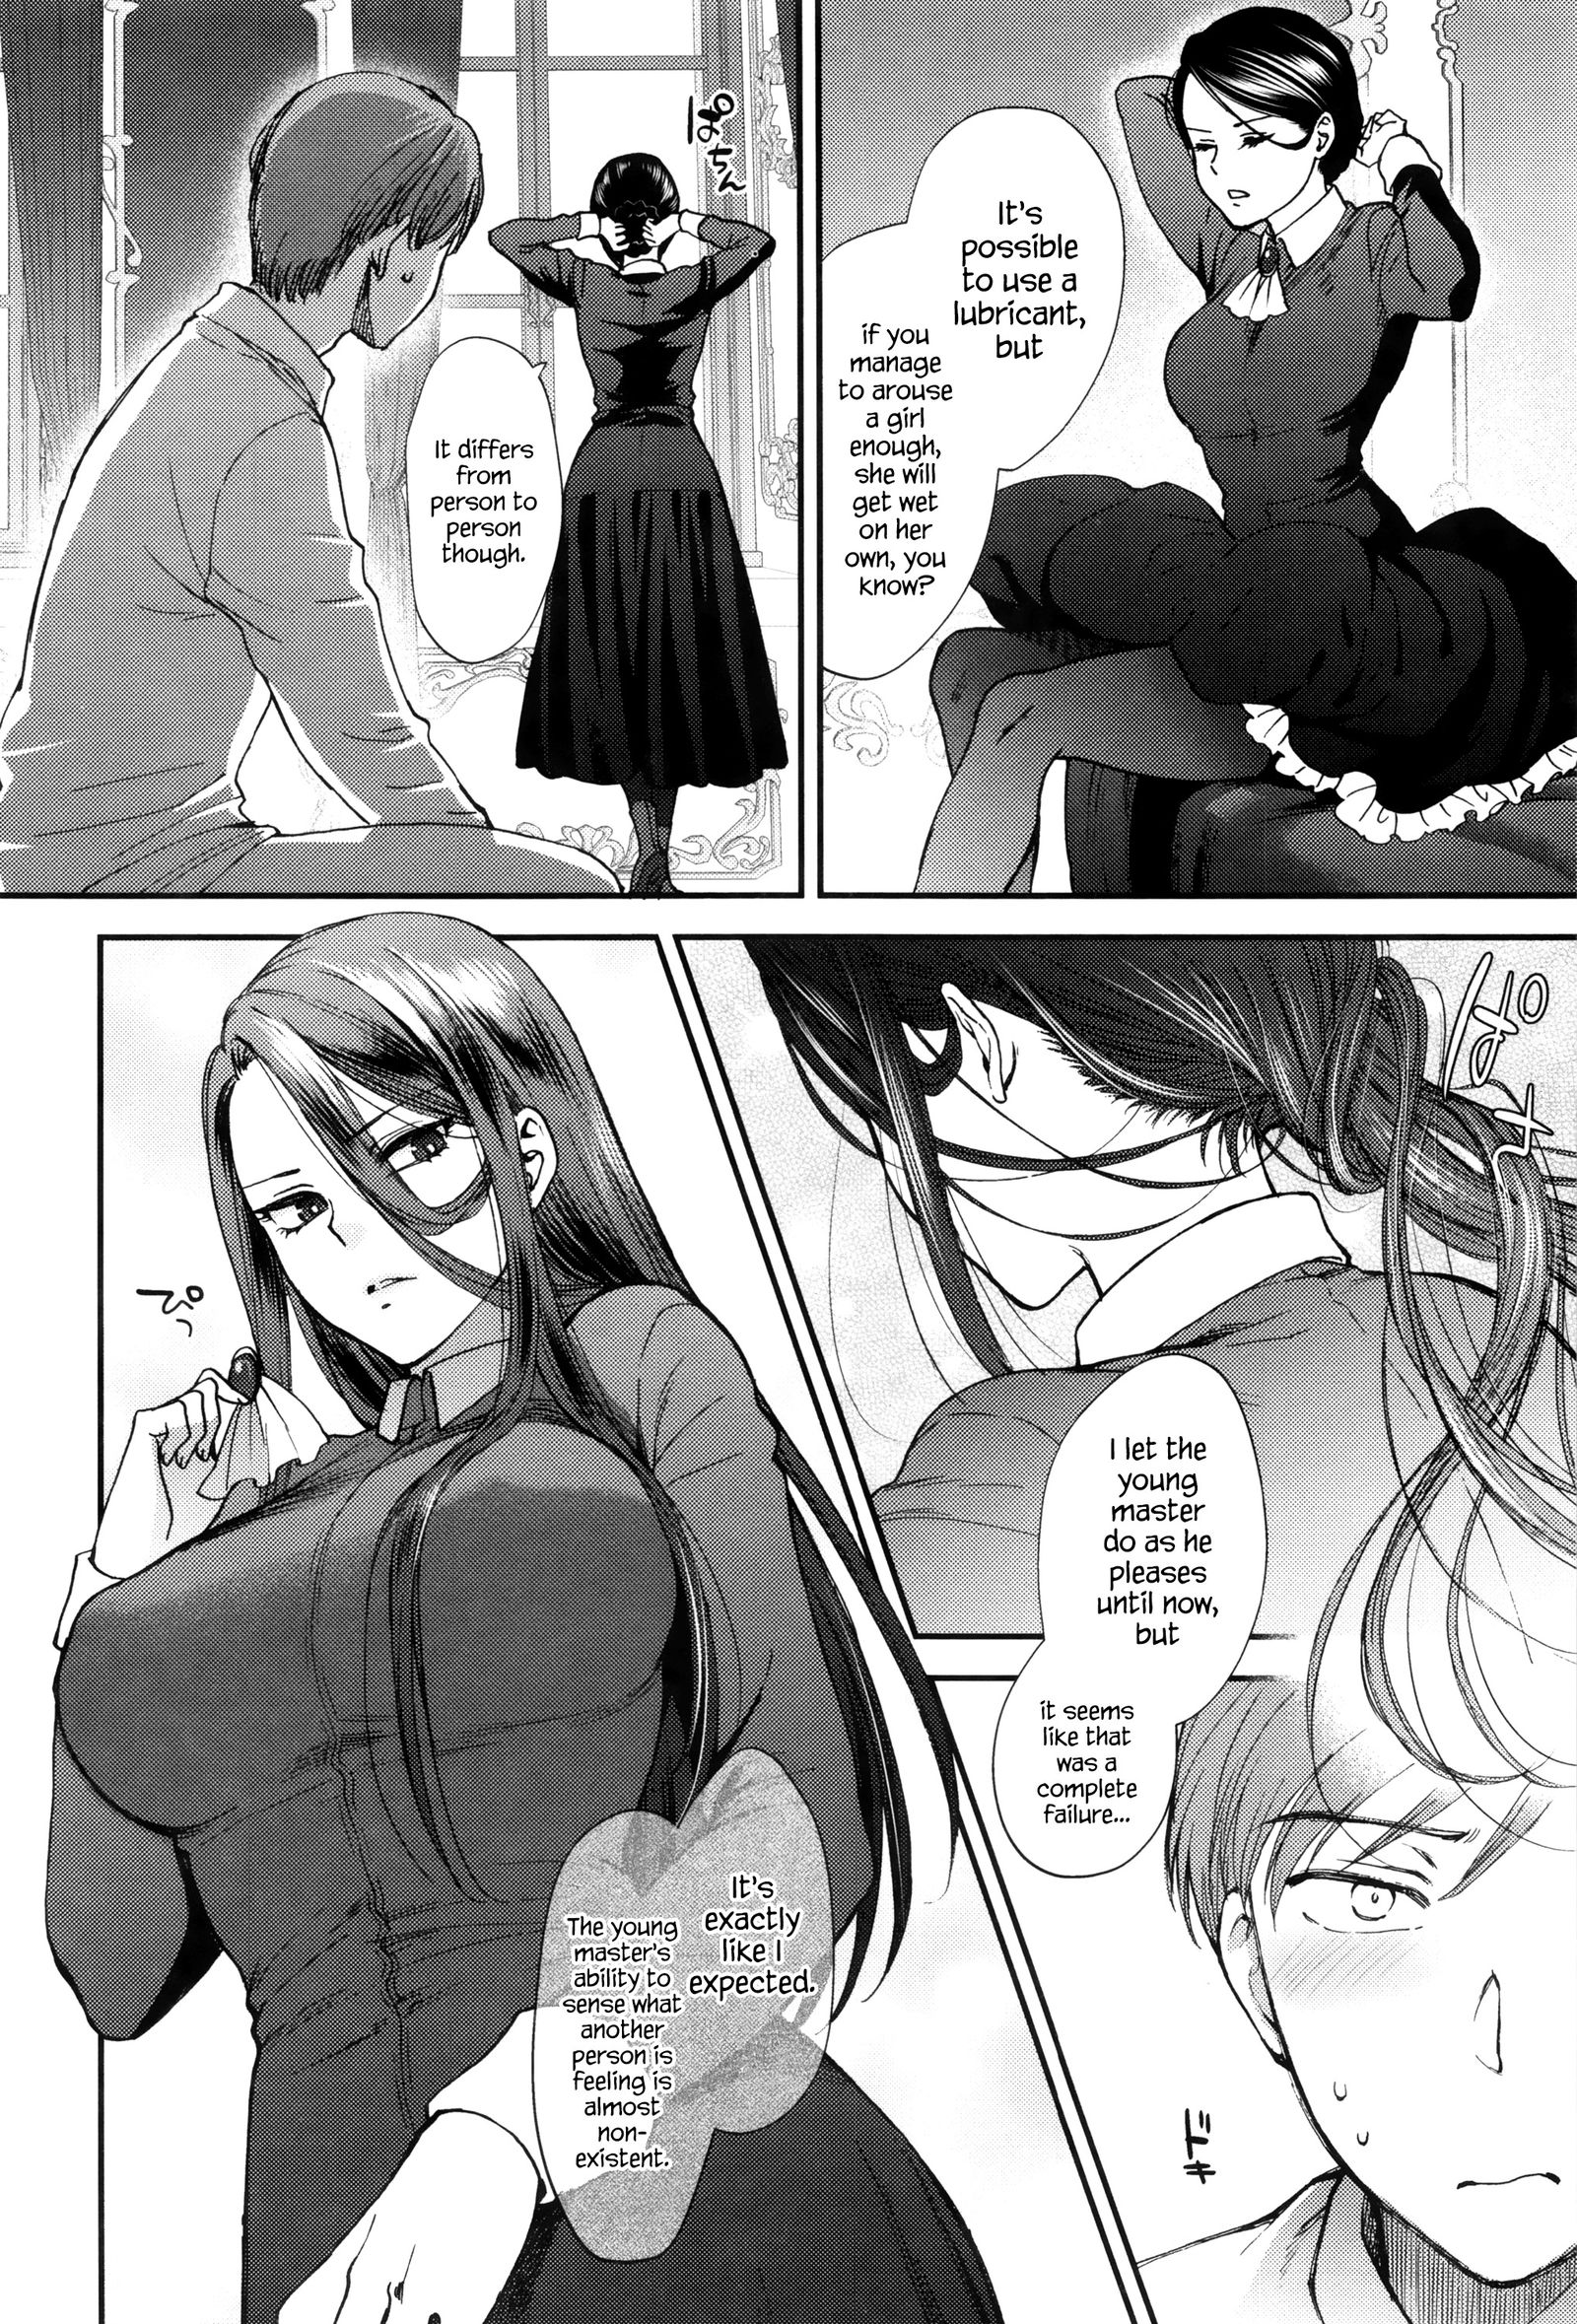 It's
possible
to use a
lubricant,
but
if you
manage
to arouse
a girl
enough,
she will
get wet
on her
own, you
know?
ぱちん
It differs
from
person to
person
though.
I let the
young
master
do as he
pleases
until now,
but
it seems
like that
was a
complete
failure...
ドキ
It's
exactly
like I
expected.
The young
master's
ability to
sense what
another
person is
feeling is
almost
non-
existent.